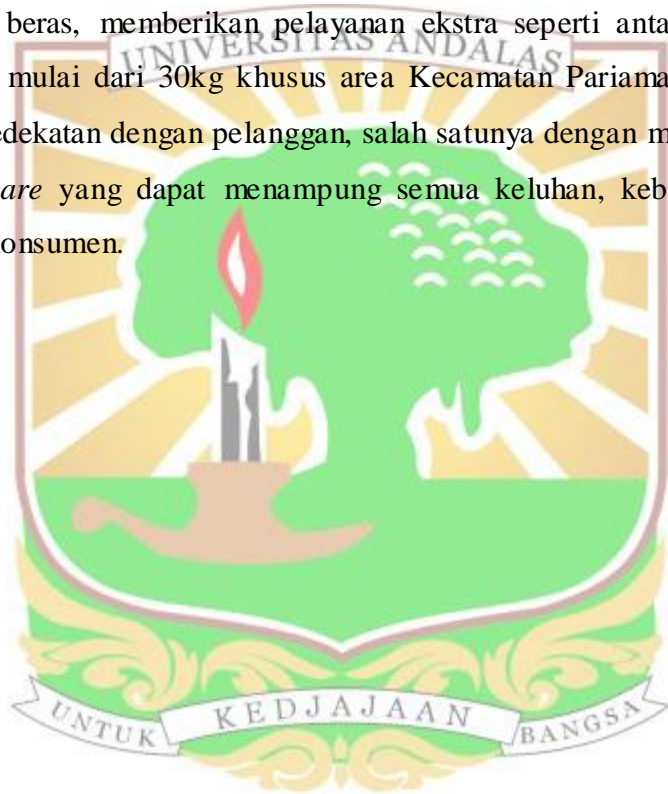 beras, memberikan pelayanan ekstra seperti anta
UNIVERSITAS ANDALAS
mulai dari 30kg khusus area Kecamatan Pariama
edekatan dengan pelanggan, salah satunya dengan m
are yang dapat menampung semua keluhan, keb
onsumen.
UNTUK KEDJAJAAN BANGSA